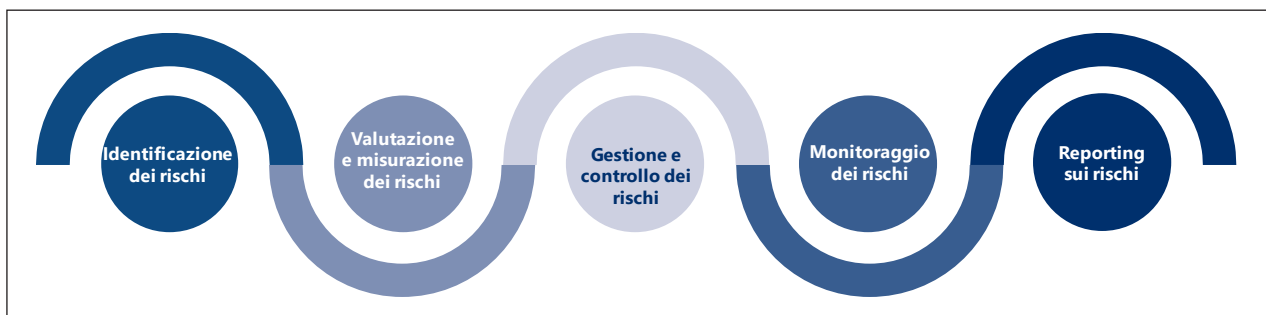 Identificazione
dei rischi
Valutazione
e misurazione
dei rischi
Gestione e
controllo dei
rischi
Monitoraggio
dei rischi
Reporting
sui rischi